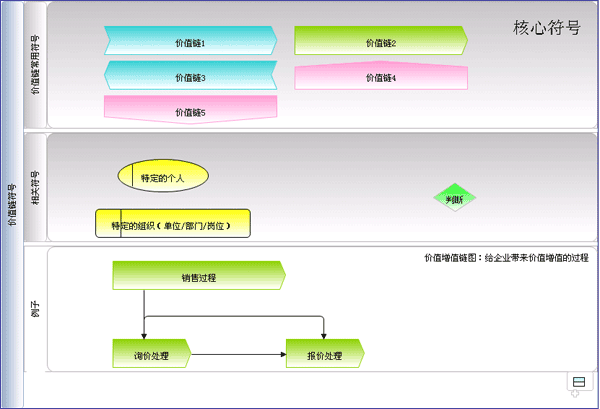 价值链符号
价值链常用符号
核心符号
价值链1
价值链2
价值链3
价值链4
价值链5
相关符号
特定的个人
判断
特定的组织（单位/部门/岗位）
例子
价值增值链图：给企业带来价值增值的过程
销售过程
询价处理
报价处理